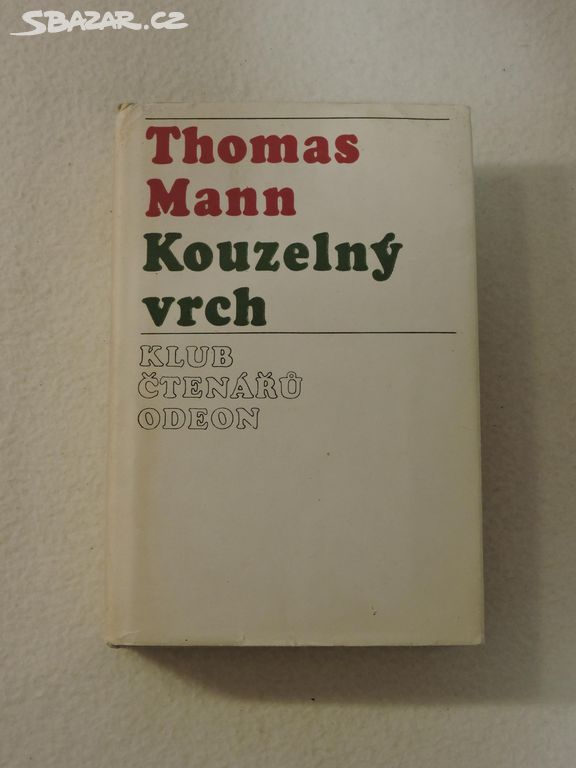 SBAZAR.CZ
Thomas
Mann
Kouzelný
vrch
KLUB
ČTENÁŘŮ
ODEON